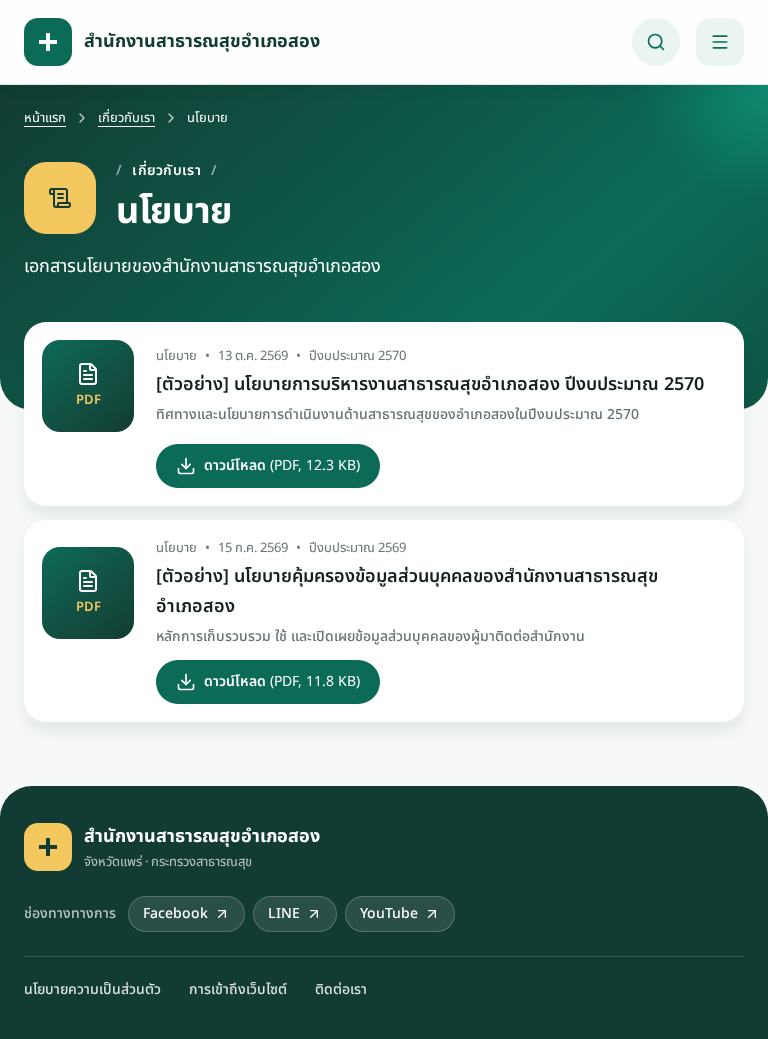 สำนักงานสาธารณสุขอำเภอสอง
หน้าแรก > เกี่ยวกับเรา > นโยบาย
/ เกี่ยวกับเรา /
นโยบาย
เอกสารนโยบายของสำนักงานสาธารณสุขอำเภอสอง
PDF
นโยบาย • 13 ต.ค. 2569 • ปีงบประมาณ 2570
[ตัวอย่าง] นโยบายการบริหารงานสาธารณสุขอำเภอสอง ปีงบประมาณ 2570
ทิศทางและนโยบายการดำเนินงานด้านสาธารณสุขของอำเภอสองในปีงบประมาณ 2570
ดาวน์โหลด (PDF, 12.3 KB)
PDF
นโยบาย • 15 ก.ค. 2569 • ปีงบประมาณ 2569
[ตัวอย่าง] นโยบายคุ้มครองข้อมูลส่วนบุคคลของสำนักงานสาธารณสุข
อำเภอสอง
หลักการเก็บรวบรวม ใช้ และเปิดเผยข้อมูลส่วนบุคคลของผู้มาติดต่อสำนักงาน
ดาวน์โหลด (PDF, 11.8 KB)
สำนักงานสาธารณสุขอำเภอสอง
จังหวัดแพร่ · กระทรวงสาธารณสุข
ช่องทางทางการ Facebook LINE YouTube
นโยบายความเป็นส่วนตัว การเข้าถึงเว็บไซต์ ติดต่อเรา